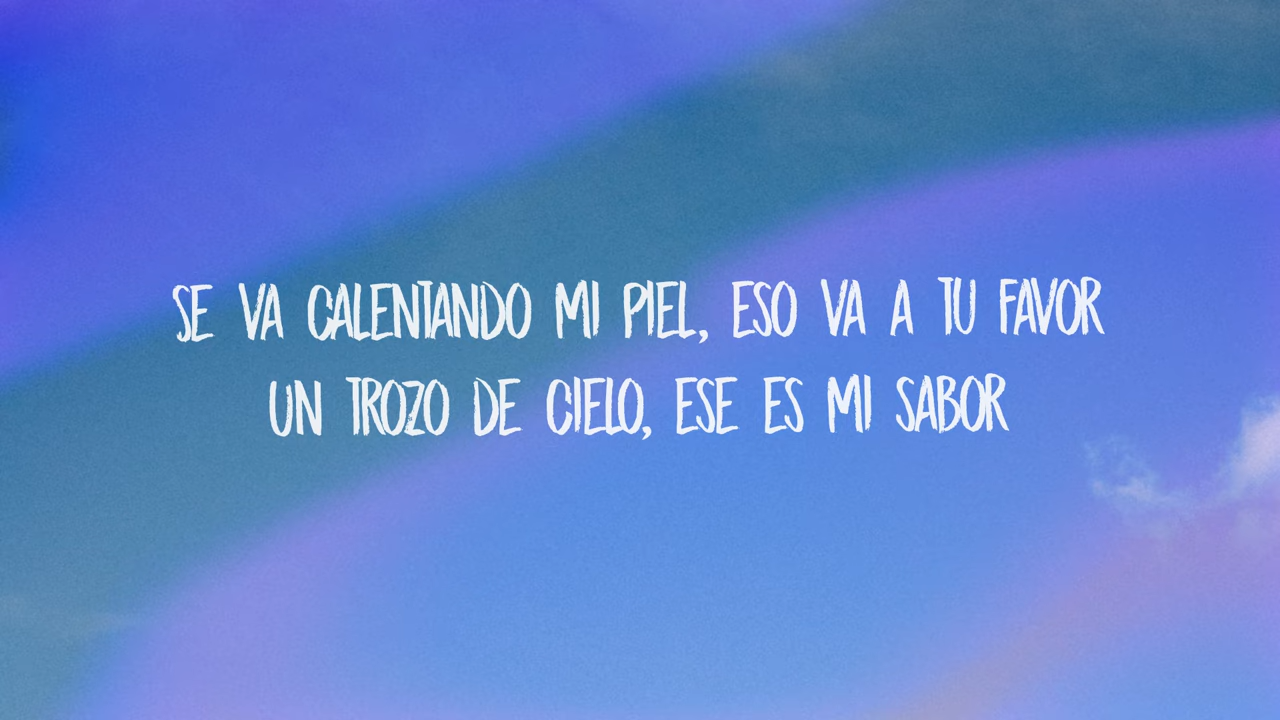 SE VA CALENTANDO MI PIEL, ESO VA A TU FAVOR
UN TROZO DE CIELO, ESE ES MI SABOR